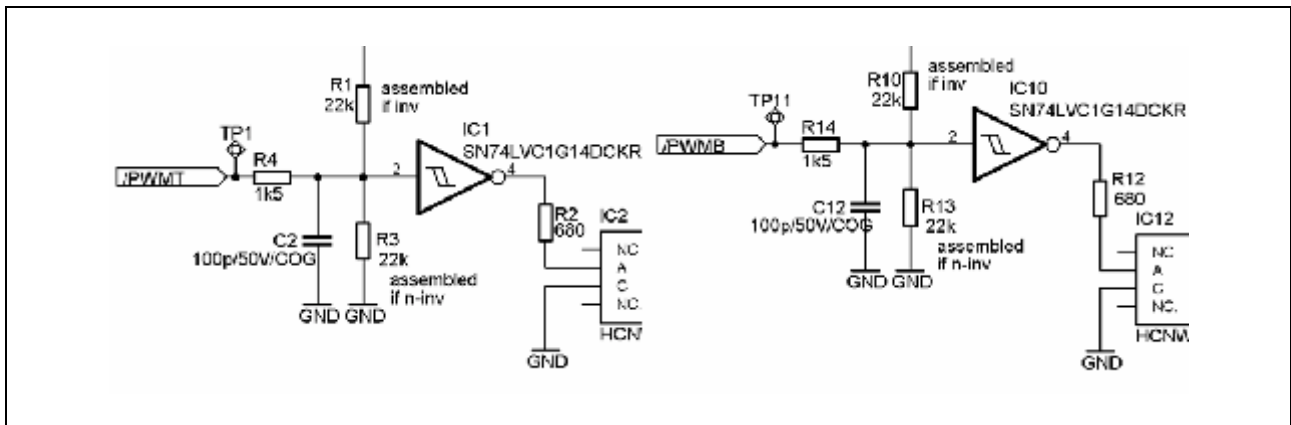 R1
22k
assembled
if inv
TP1
IC1
SN74LVC1G14DCKR
/PWMT
R4
1k5
2
4
C2
100p/50V/COG
R3
22k
assembled
if n-inv
R2
680
IC2
NC
A
C
NC.
HCNW
GND
GND
GND
R10
22k
assembled
if inv
TP11
IC10
SN74LVC1G14DCKR
/PWMB
R14
1k5
2
4
C12
100p/50V/COG
R13
22k
assembled
if n-inv
R12
680
IC12
NC
A
C
NC.
HCNW
GND
GND
GND